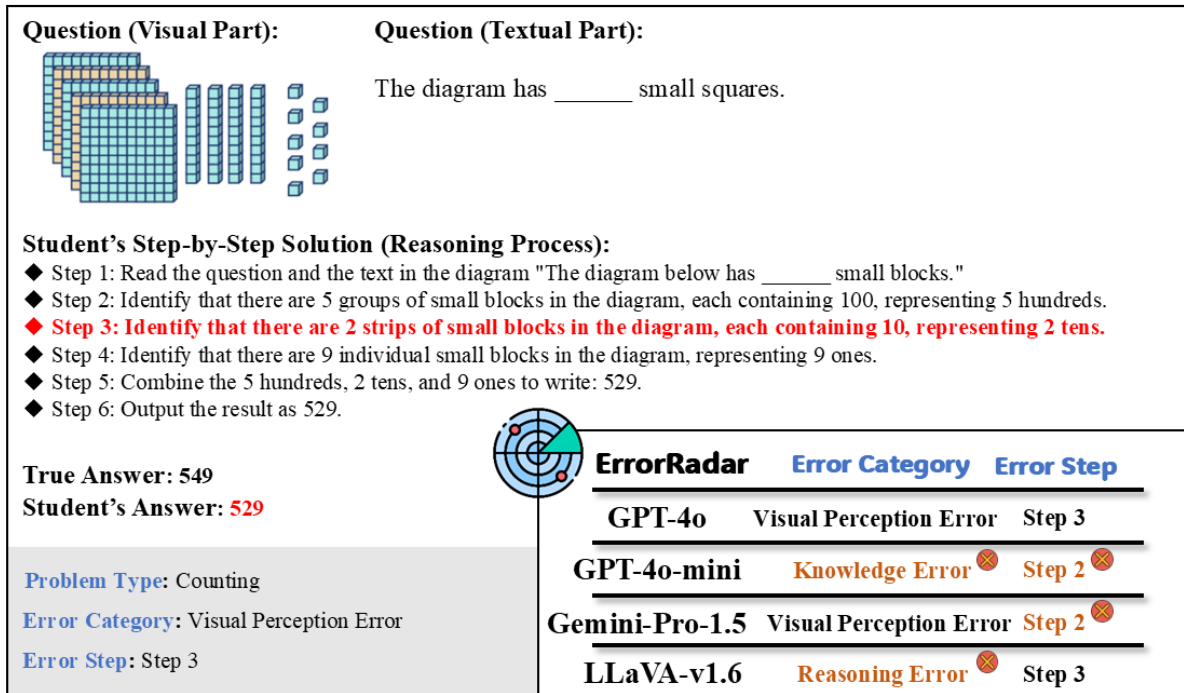 Question (Visual Part):
Question (Textual Part):
The diagram has ______ small squares.
Student's Step-by-Step Solution (Reasoning Process):
◆ Step 1: Read the question and the text in the diagram "The diagram below has ______ small blocks."
◆ Step 2: Identify that there are 5 groups of small blocks in the diagram, each containing 100, representing 5 hundreds.
◆ Step 3: Identify that there are 2 strips of small blocks in the diagram, each containing 10, representing 2 tens.
◆ Step 4: Identify that there are 9 individual small blocks in the diagram, representing 9 ones.
◆ Step 5: Combine the 5 hundreds, 2 tens, and 9 ones to write: 529.
◆ Step 6: Output the result as 529.
True Answer: 549
Student's Answer: 529
Problem Type: Counting
Error Category: Visual Perception Error
Error Step: Step 3
ErrorRadar Error Category Error Step
GPT-4o Visual Perception Error Step 3
GPT-4o-mini Knowledge Error Step 2
Gemini-Pro-1.5 Visual Perception Error Step 2
LLaVA-v1.6 Reasoning Error Step 3